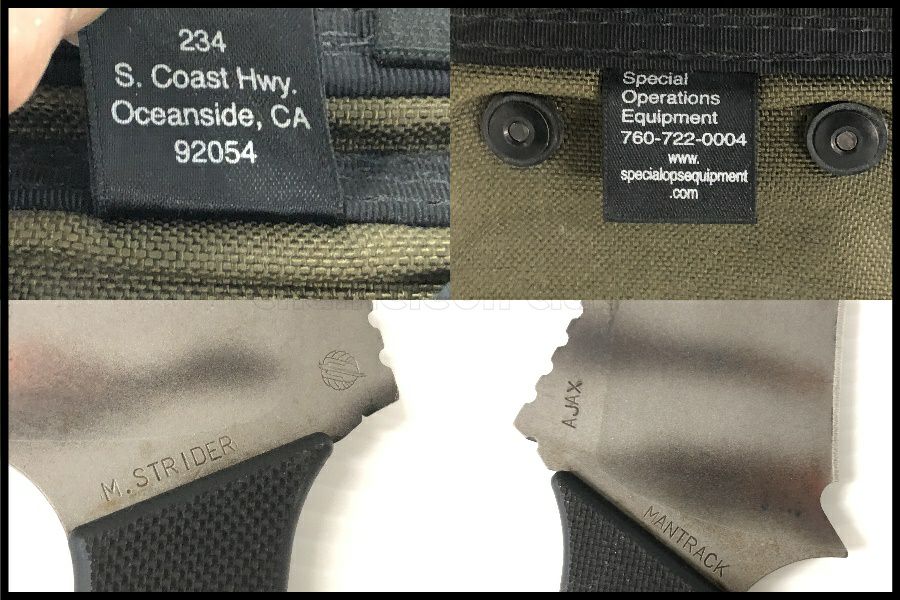 234
S. Coast Hwy.
Oceanside, CA
92054
Special
Operations
Equipment
760-722-0004
www.
specialopsequipment
.com
M. STRIDER
AJAX
MANTRACK